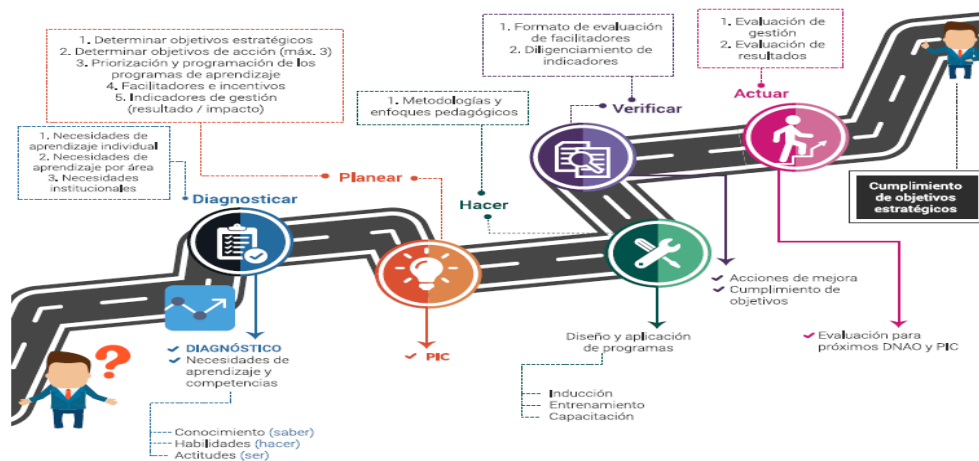 1. Determinar objetivos estratégicos
2. Determinar objetivos de acción (máx. 3)
3. Priorización y programación de los
programas de aprendizaje
4. Facilitadores e incentivos
5. Indicadores de gestión
(resultado / impacto)
1. Formato de evaluación
de facilitadores
2. Diligenciamiento de
indicadores
1. Evaluación de
gestión
2. Evaluación de
resultados
1. Metodologías y
enfoques pedagógicos
Verificar
Actuar
1. Necesidades de
aprendizaje individual
2. Necesidades de
aprendizaje por área
3. Necesidades
institucionales
Planear
Hacer
Diagnosticar
Cumplimiento
de objetivos
estratégicos
Acciones de mejora
Cumplimiento de
objetivos
DIAGNÓSTICO
Necesidades de
aprendizaje y
competencias
PIC
Diseño y aplicación
de programas
Evaluación para
próximos DNAO y PIC
Inducción
Entrenamiento
Capacitación
Conocimiento (saber)
Habilidades (hacer)
Actitudes (ser)